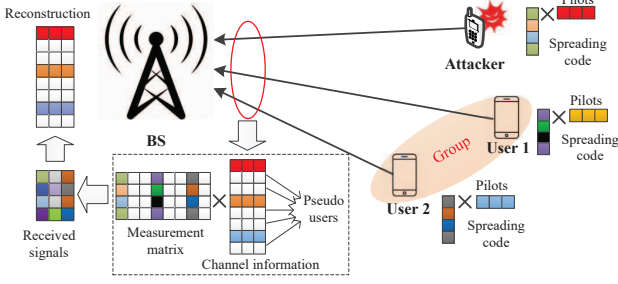 Reconstruction
Attacker
Pilots
Spreading
code
BS
Group
User 1
Pilots
Spreading
code
User 2
Pilots
Spreading
code
Received
signals
Measurement
matrix
Pseudo
users
Channel information